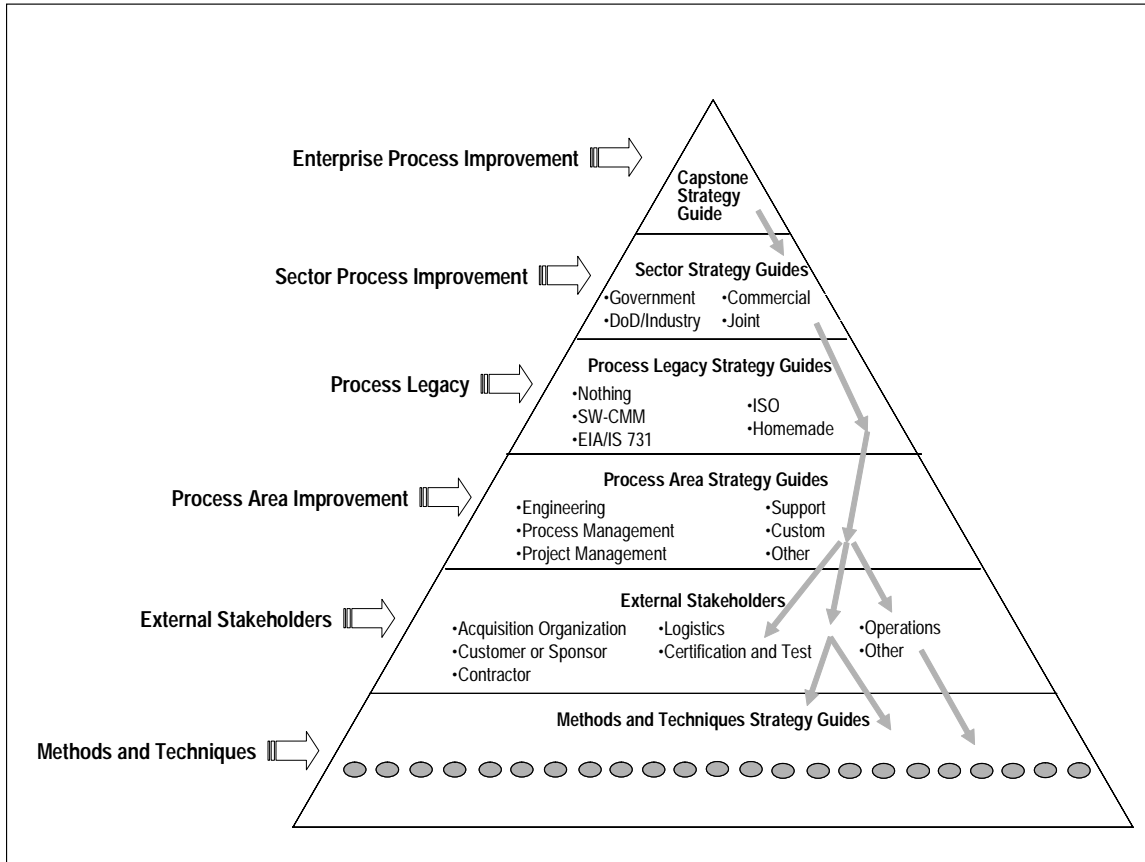 Enterprise Process Improvement
Capstone
Strategy
Guide
Sector Process Improvement
Sector Strategy Guides
•Government
•DoD/Industry
•Commercial
•Joint
Process Legacy
Process Legacy Strategy Guides
•Nothing
•SW-CMM
•EIA/IS 731
•ISO
•Homemade
Process Area Improvement
Process Area Strategy Guides
•Engineering
•Process Management
•Project Management
•Support
•Custom
•Other
External Stakeholders
External Stakeholders
•Acquisition Organization
•Customer or Sponsor
•Contractor
•Logistics
•Certification and Test
•Operations
•Other
Methods and Techniques
Methods and Techniques Strategy Guides